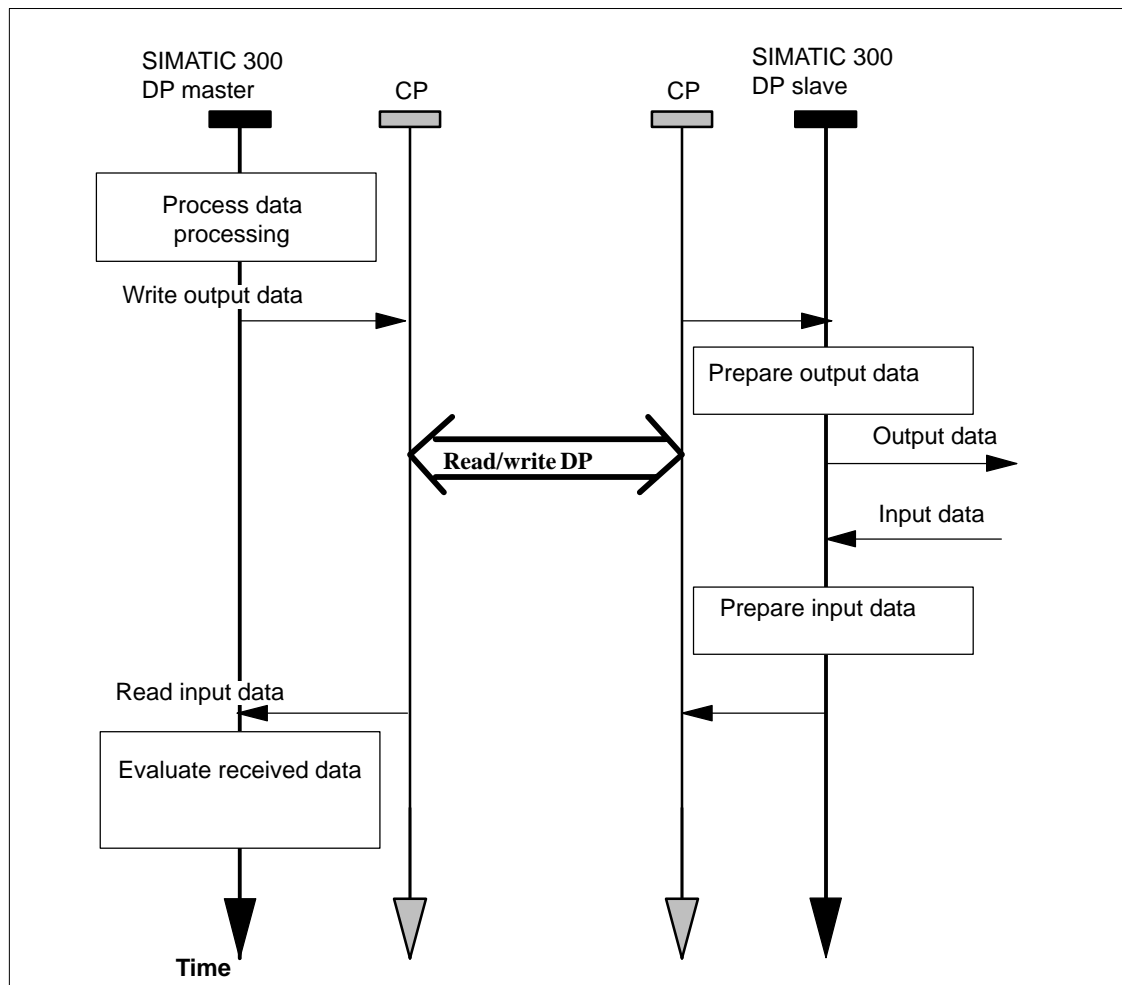 SIMATIC 300
DP master
CP
CP
SIMATIC 300
DP slave
Process data
processing
Write output data
Prepare output data
Output data
Read/write DP
Input data
Prepare input data
Read input data
Evaluate received data
Time